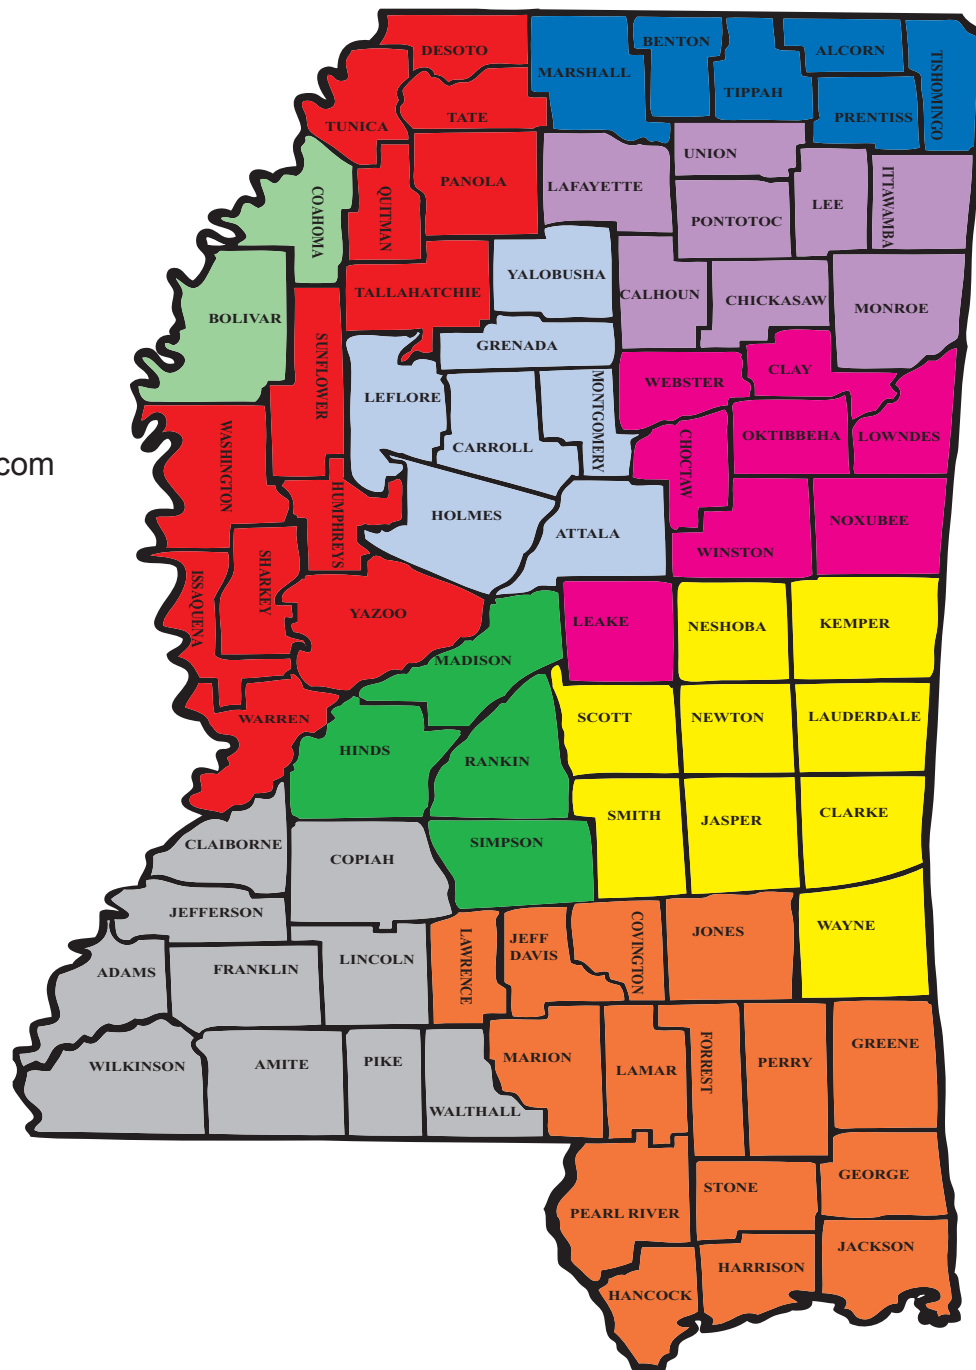 DESOTO
BENTON
ALCORN
MARSHALL
TIPPAH
TISHOMINGO
TUNICA
TATE
PRENTISS
UNION
PANOLA
LAFAYETTE
COAHOMA
QUITMAN
PONTOTOC
LEE
ITTAWAMBA
YALOBUSHA
TALLAHATCHIE
CALHOUN
CHICKASAW
MONROE
BOLIVAR
SUNFLOWER
GRENADA
WEBSTER
CLAY
LEFLORE
MONTGOMERY
CARROLL
CHOCTAW
OKTIBBEHA
LOWNDES
com
WASHINGTON
HUMPHREYS
HOLMES
ATTALA
WINSTON
NOXUBEE
ISSAQUENA
SHARKEY
YAZOO
LEAKE
NESHOBA
KEMPER
MADISON
WARREN
SCOTT
NEWTON
LAUDERDALE
HINDS
RANKIN
SMITH
JASPER
CLARKE
CLAIBORNE
COPIAH
SIMPSON
JEFFERSON
LAWRENCE
JEFF
DAVIS
COVINGTON
JONES
WAYNE
ADAMS
FRANKLIN
LINCOLN
WILKINSON
AMITE
PIKE
WALTHALL
MARION
LAMAR
FORREST
PERRY
GREENE
STONE
GEORGE
PEARL RIVER
JACKSON
HARRISON
HANCOCK